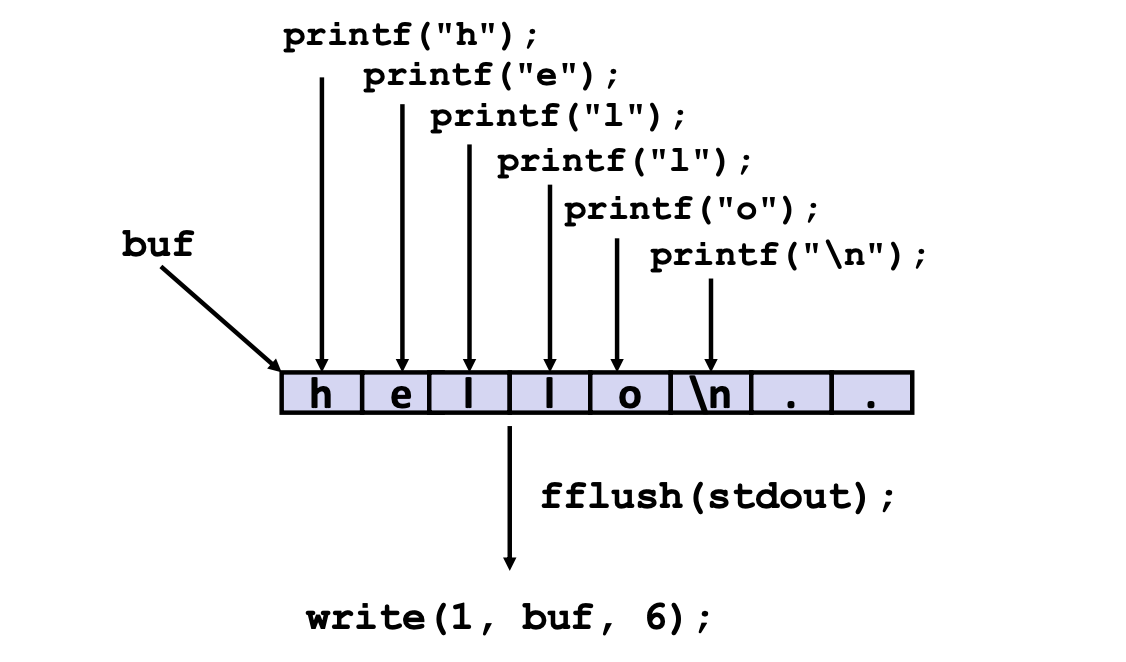 printf("h");
printf("e");
printf("l");
printf("l");
printf("o");
printf("\n");
buf
h e l l o \n . .
fflush(stdout);
write(1, buf, 6);